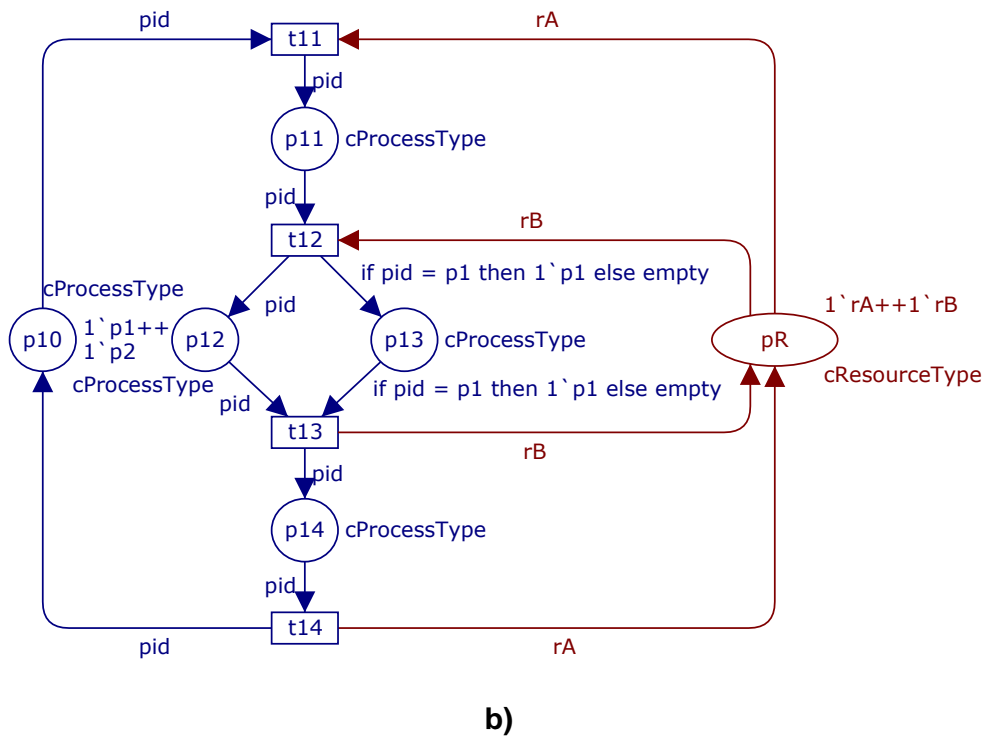 pid
rA
t11
pid
p11
cProcessType
pid
rB
t12
if pid = p1 then 1`p1 else empty
cProcessType
pid
1`rA++1`rB
1`p1++
p10
p12
p13
cProcessType
pR
1`p2
cResourceType
cProcessType
if pid = p1 then 1`p1 else empty
pid
t13
rB
pid
p14
cProcessType
pid
t14
pid
rA
b)